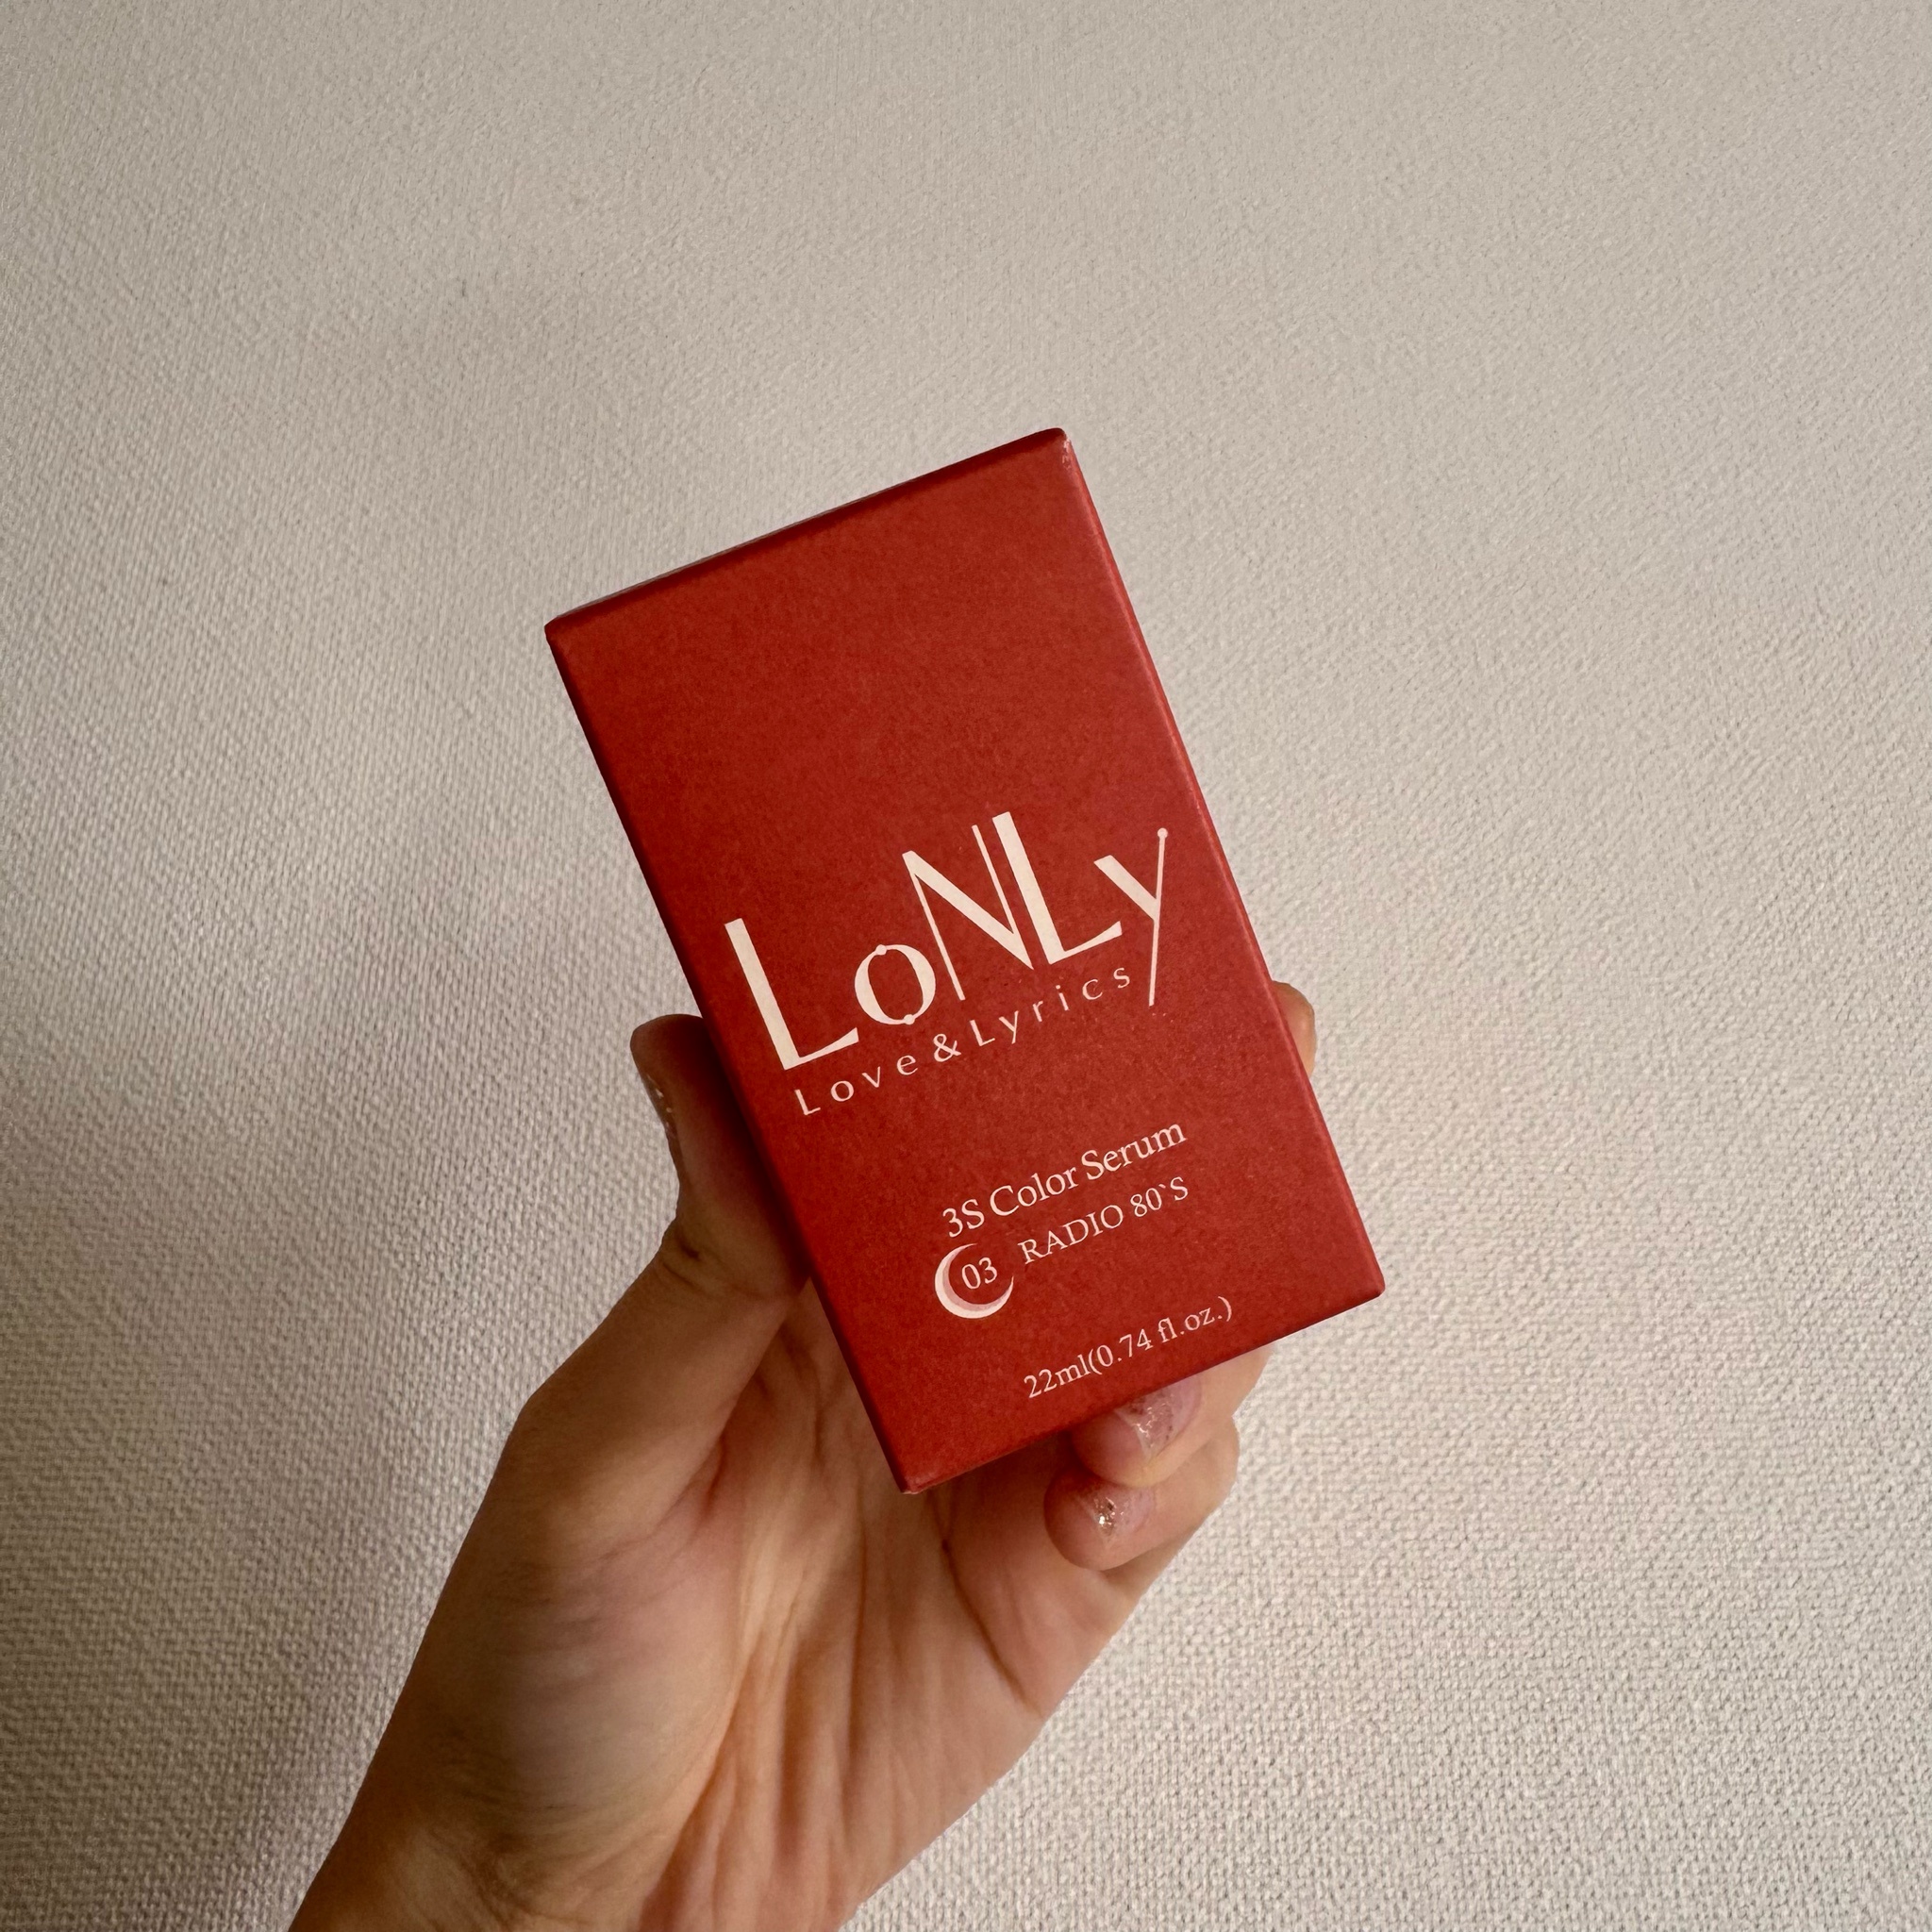 LoNLy
Love&Lyrics
3S Color Serum
03 RADIO 80`S
22ml(0.74 fl.oz.)